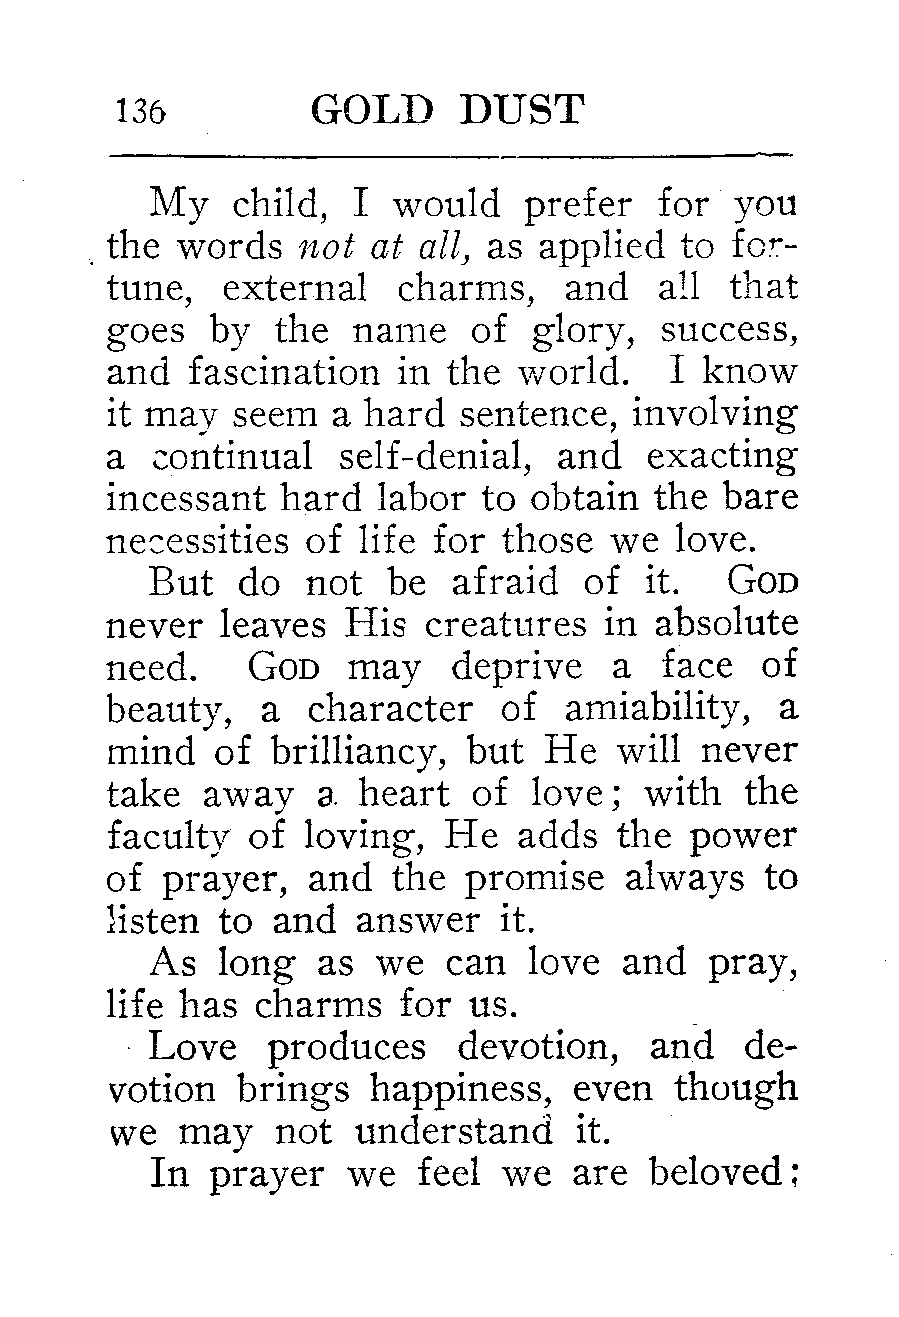 136 GOLD DUST
My child, I would prefer for you
the words not at all, as applied to for-
tune, external charms, and all that
goes by the name of glory, success,
and fascination in the world. I know
it may seem a hard sentence, involving
a continual self-denial, and exacting
incessant hard labor to obtain the bare
necessities of life for those we love.
But do not be afraid of it. GOD
never leaves His creatures in absolute
need. GOD may deprive a face of
beauty, a character of amiability, a
mind of brilliancy, but He will never
take away a heart of love; with the
faculty of loving, He adds the power
of prayer, and the promise always to
listen to and answer it.
As long as we can love and pray,
life has charms for us.
Love produces devotion, and de-
votion brings happiness, even though
we may not understand it.
In prayer we feel we are beloved;